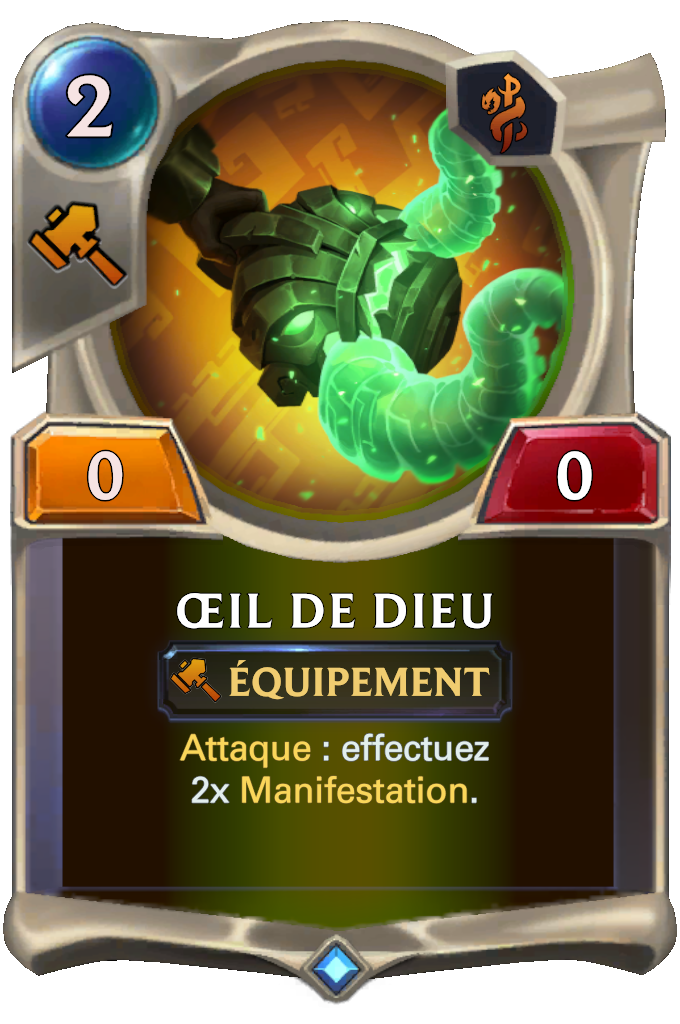 2
0
0
ŒIL DE DIEU
ÉQUIPEMENT
Attaque : effectuez
2x Manifestation.